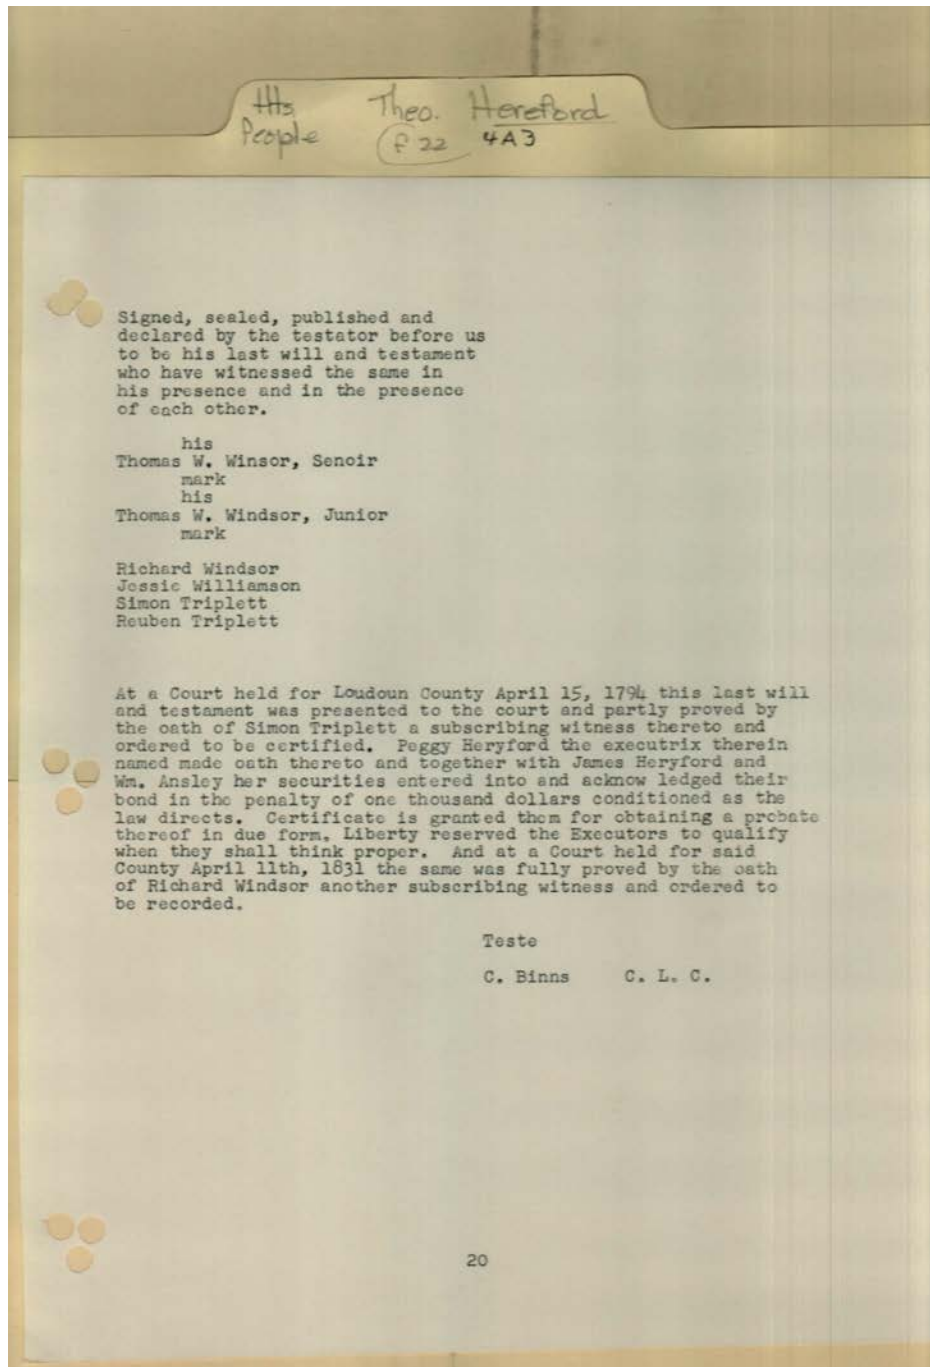 Hts Theo. Hereford
People f 22 4A3
Signed, sealed, published and
declared by the testator before us
to be his last will and testament
who have witnessed the same in
his presence and in the presence
of each other.
his
Thomas W. Winsor, Senoir
mark
his
Thomas W. Windsor, Junior
mark
Richard Windsor
Jessie Williamson
Simon Triplett
Reuben Triplett
At a Court held for Loudoun County April 15, 1794 this last will
and testament was presented to the court and partly proved by
the oath of Simon Triplett a subscribing witness thereto and
ordered to be certified. Peggy Heryford the executrix therein
named made oath thereto and together with James Heryford and
Wm. Ansley her securities entered into and acknow ledged their
bond in the penalty of one thousand dollars conditioned as the
law directs. Certificate is granted them for obtaining a probate
thereof in due form. Liberty reserved the Executors to qualify
when they shall think proper. And at a Court held for said
County April 11th, 1831 the same was fully proved by the oath
of Richard Windsor another subscribing witness and ordered to
be recorded.
Teste
C. Binns C. L. C.
20